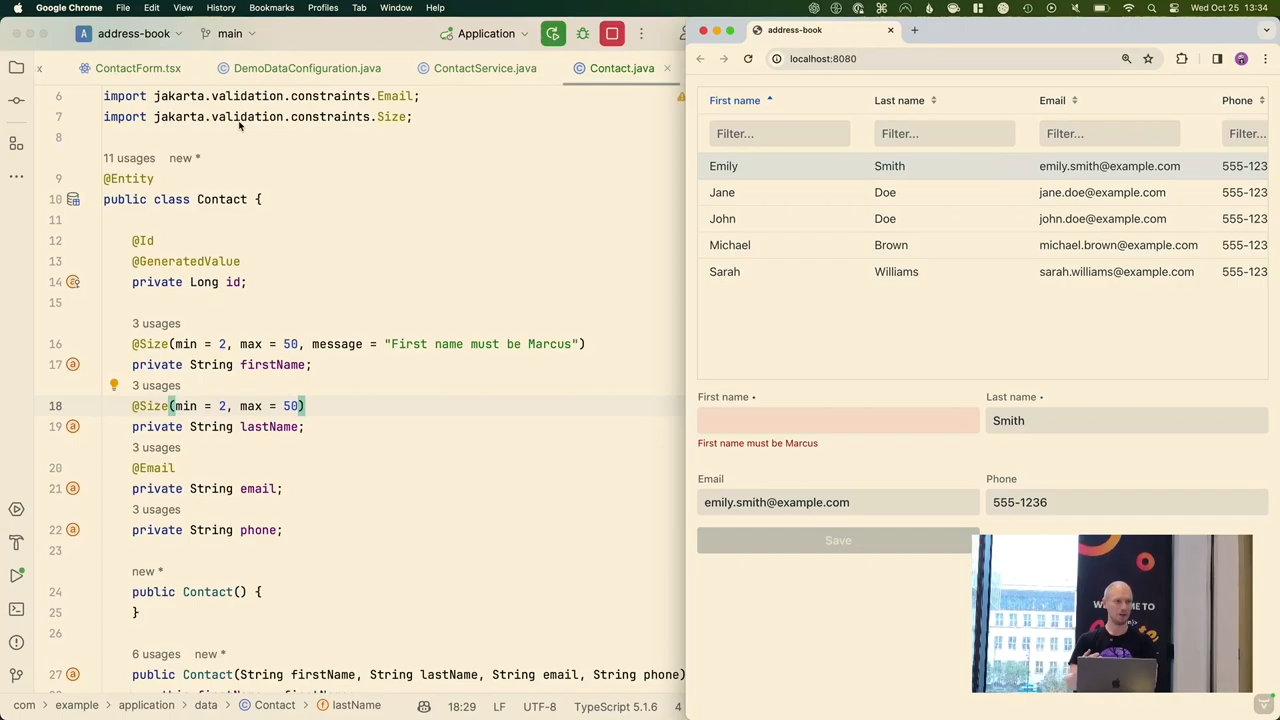 Google Chrome File Edit View History Bookmarks Profiles Tab Window Help Wed Oct 25 13:34
A address-book main Application
address-book
localhost:8080
x ContactForm.tsx DemoDataConfiguration.java ContactService.java Contact.java
6 import jakarta.validation.constraints.Email;
7 import jakarta.validation.constraints.Size;
8
11 usages new *
9 @Entity
10 public class Contact {
11
12 @Id
13 @GeneratedValue
14 private Long id;
15
3 usages
16 @Size(min = 2, max = 50, message = "First name must be Marcus")
17 private String firstName;
3 usages
18 @Size(min = 2, max = 50)
19 private String lastName;
3 usages
20 @Email
21 private String email;
3 usages
22 private String phone;
23
new *
24 public Contact() {
25 }
26
6 usages new *
27 public Contact(String firstName, String lastName, String email, String phone)
com > example > application > data > Contact > lastName 18:29 LF UTF-8 TypeScript 5.1.6 4
First name Last name Email Phone
Filter... Filter... Filter... Filter...
Emily Smith emily.smith@example.com 555-123
Jane Doe jane.doe@example.com 555-123
John Doe john.doe@example.com 555-123
Michael Brown michael.brown@example.com 555-123
Sarah Williams sarah.williams@example.com 555-123
First name • Last name •
Smith
First name must be Marcus
Email Phone
emily.smith@example.com 555-1236
Save